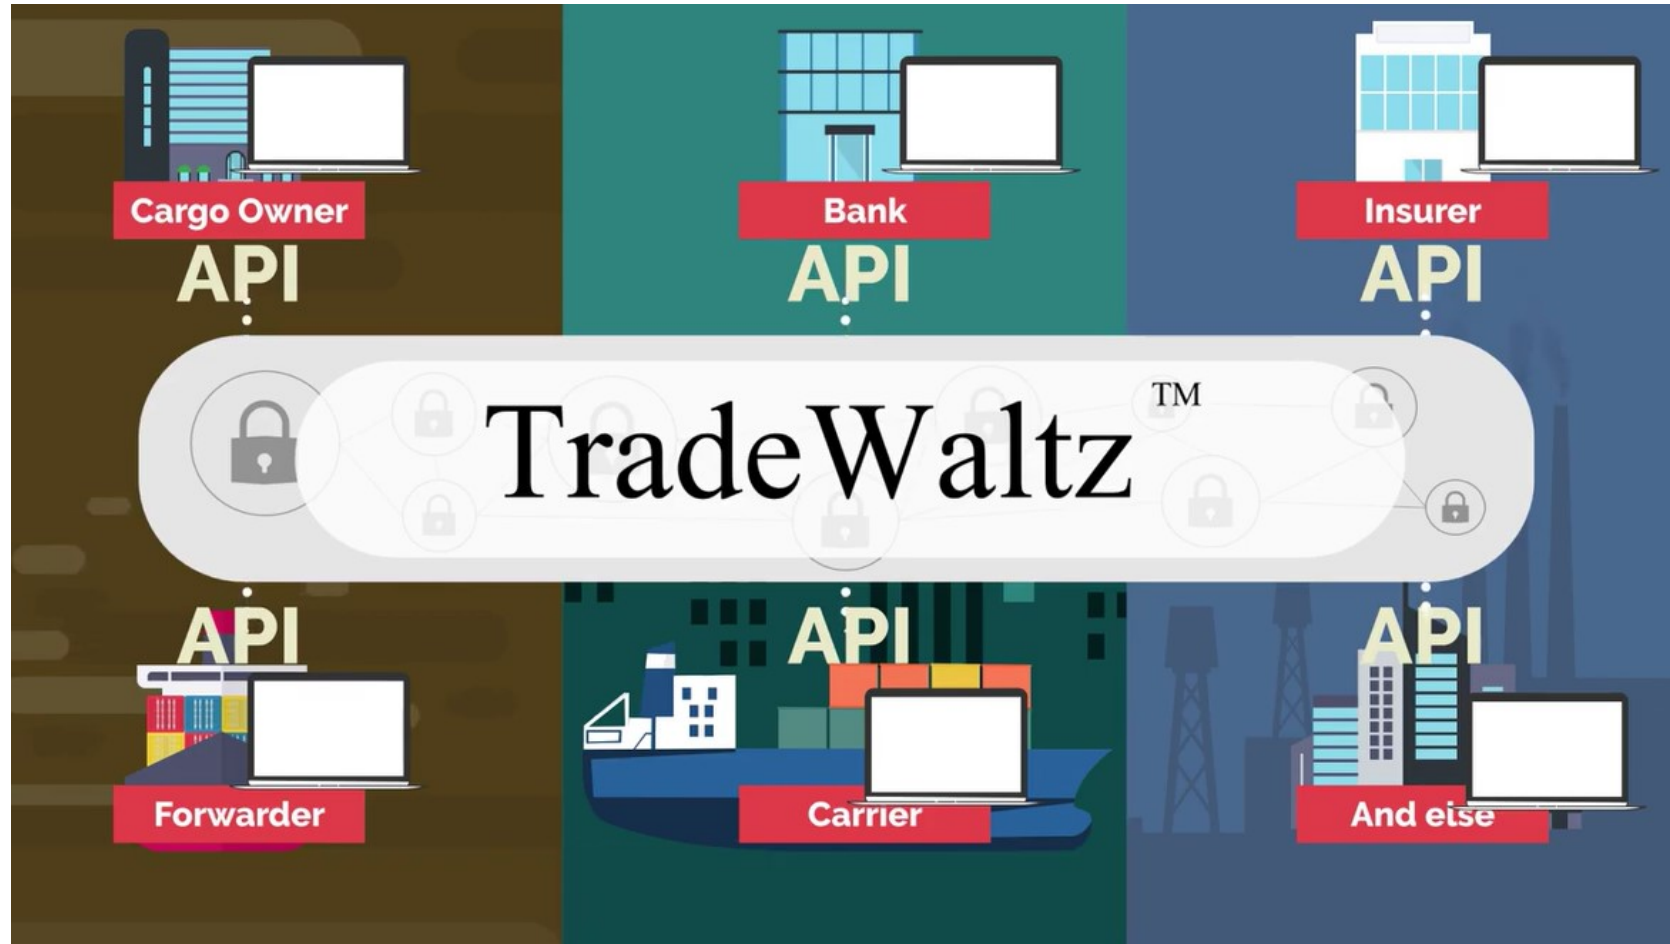 Cargo Owner
Bank
Insurer
API
API
API
TradeWaltz™
API
API
API
Forwarder
Carrier
And else